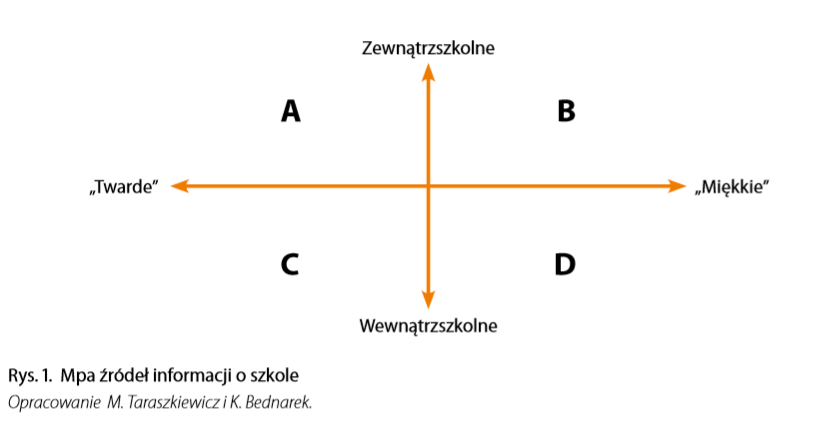 Zewnątrzszkolne
A B
„Twarde” „Miękkie”
C D
Wewnątrzszkolne
Rys. 1. Mpa źródeł informacji o szkole
Opracowanie M. Taraszkiewicz i K. Bednarek.